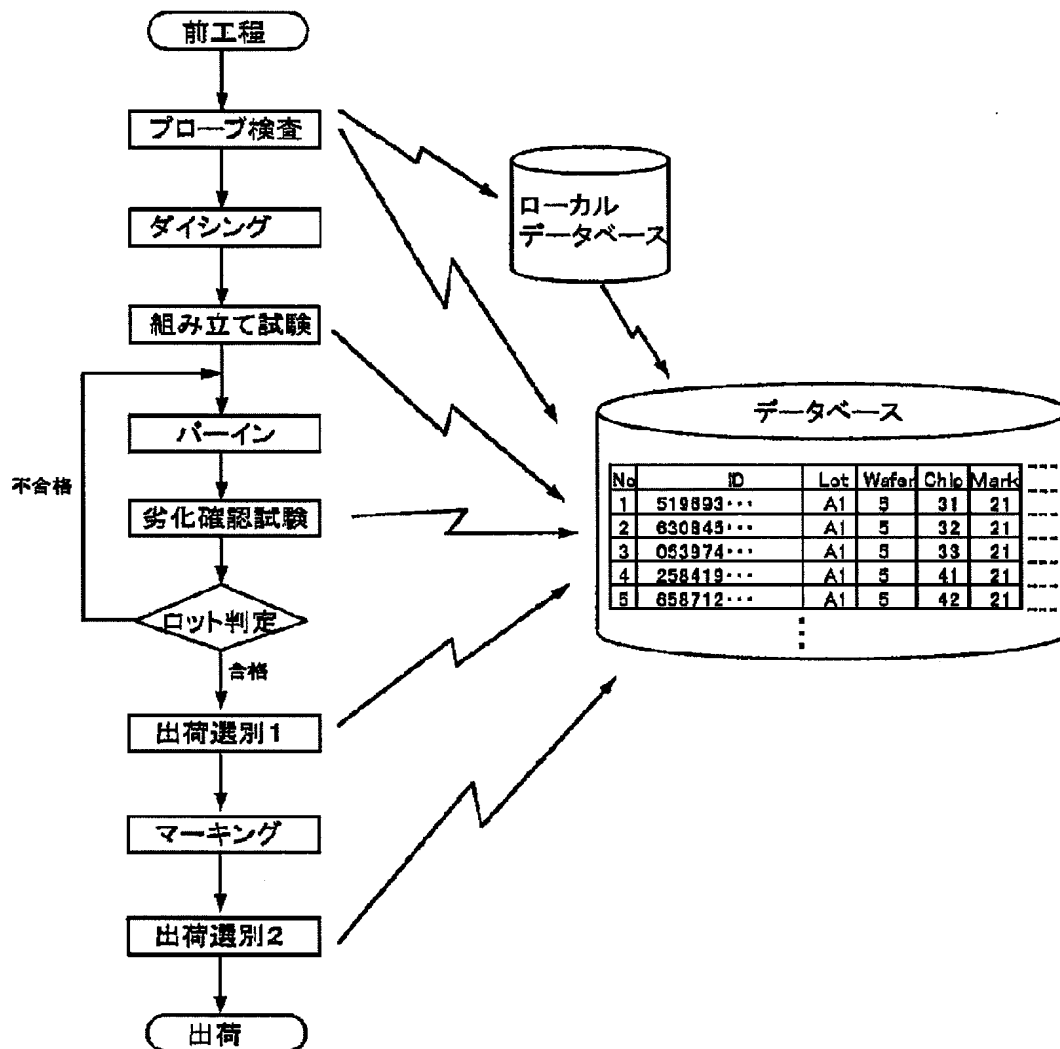 前工程
プローブ検査
ダイシング
組み立て試験
バーイン
劣化確認試験
ロット判定
不合格
合格
出荷選別1
マーキング
出荷選別2
出荷
ローカル
データベース
データベース
No ID Lot Wafer Chip Mark
1 519693・・・ A1 5 31 21
2 630845・・・ A1 5 32 21
3 053974・・・ A1 5 33 21
4 258419・・・ A1 5 41 21
5 658712・・・ A1 5 42 21